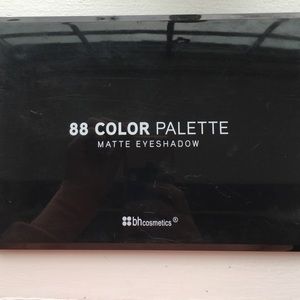 88 COLOR PALETTE
MATTE EYESHADOW
bhcosmetics®